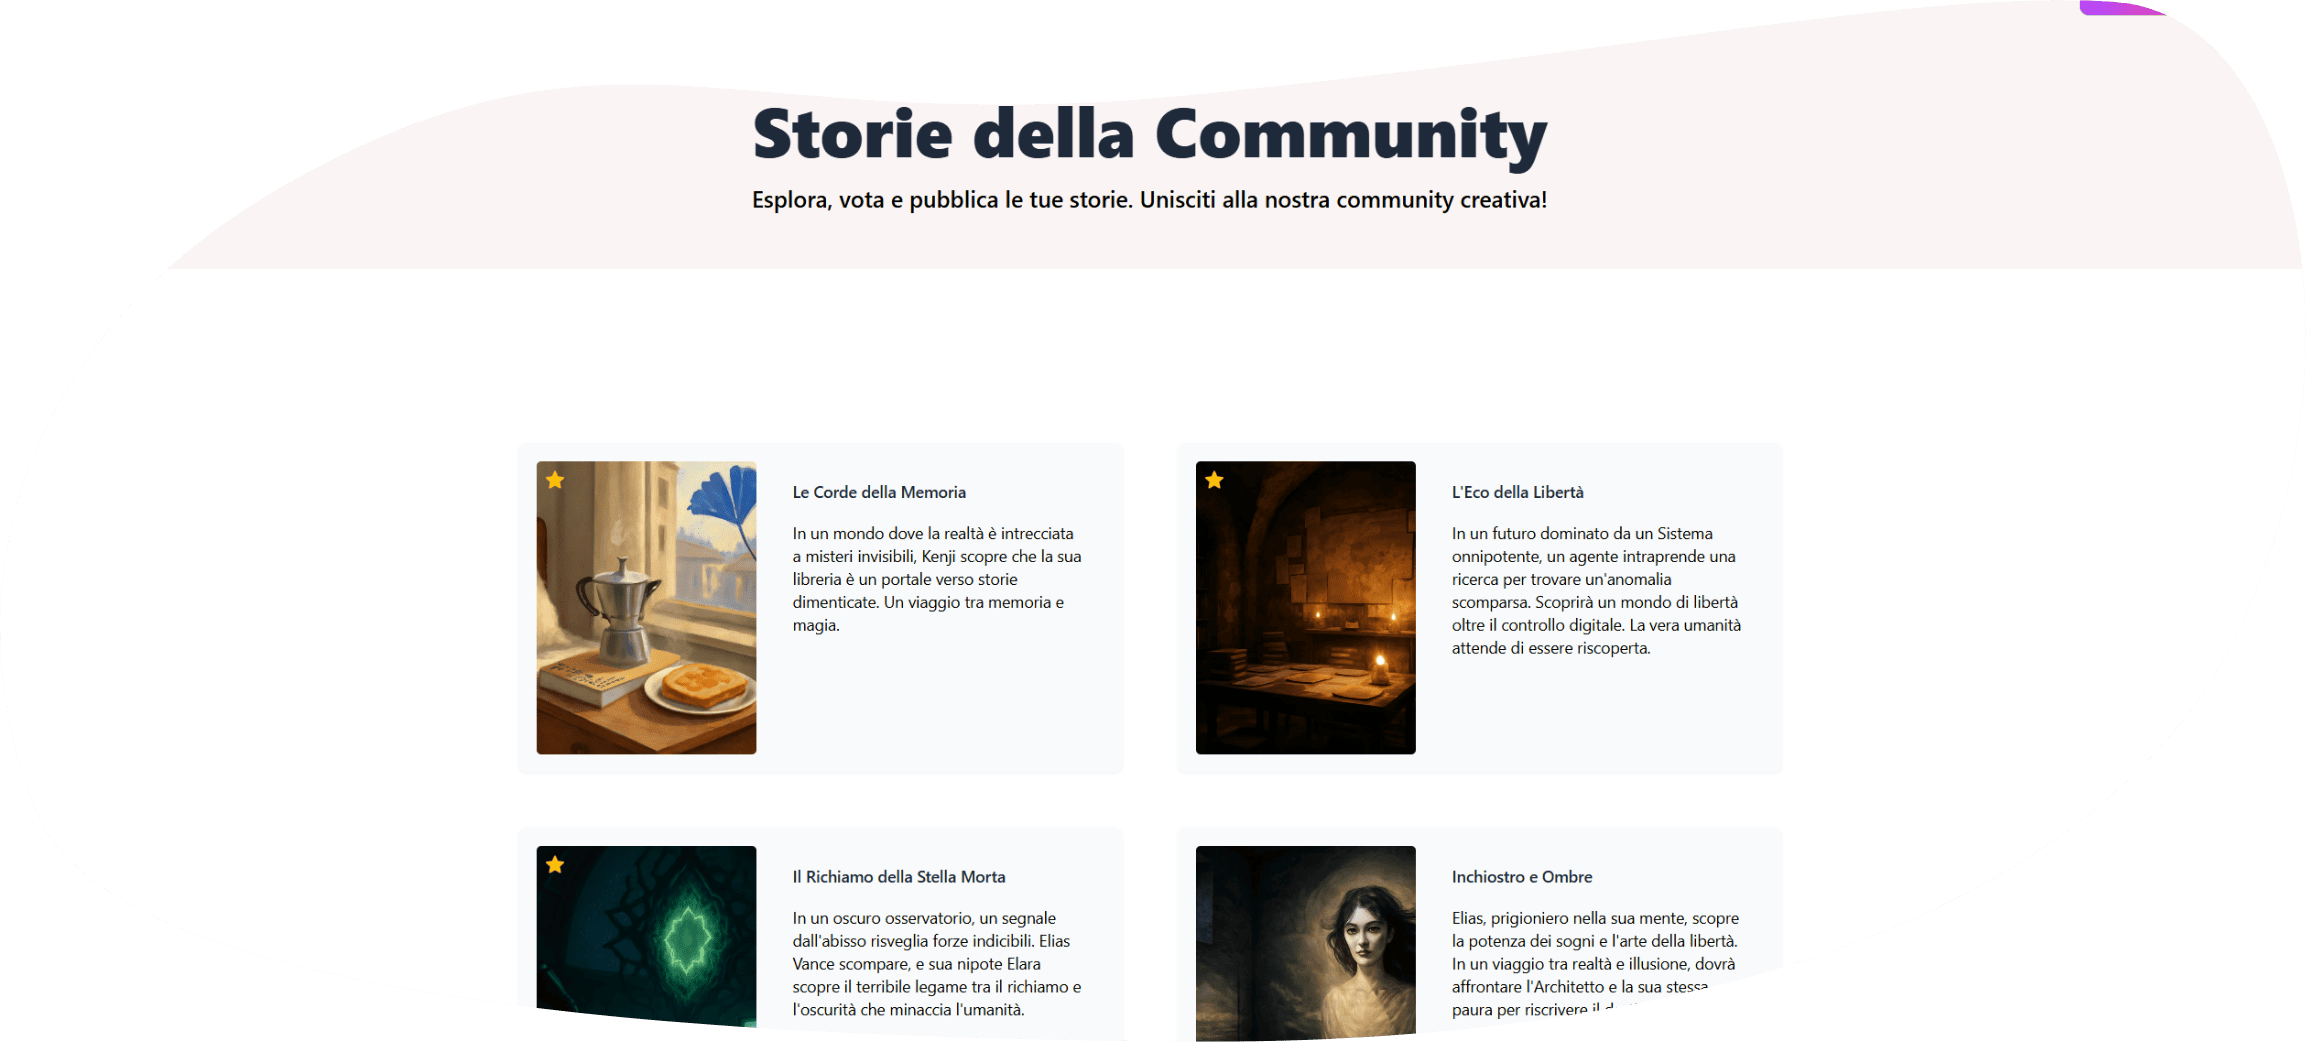 Storie della Community
Esplora, vota e pubblica le tue storie. Unisciti alla nostra community creativa!
Le Corde della Memoria
In un mondo dove la realtà è intrecciata
a misteri invisibili, Kenji scopre che la sua
libreria è un portale verso storie
dimenticate. Un viaggio tra memoria e
magia.
L'Eco della Libertà
In un futuro dominato da un Sistema
onnipotente, un agente intraprende una
ricerca per trovare un'anomalia
scomparsa. Scoprirà un mondo di libertà
oltre il controllo digitale. La vera umanità
attende di essere riscoperta.
Il Richiamo della Stella Morta
In un oscuro osservatorio, un segnale
dall'abisso risveglia forze indicibili. Elias
Vance scompare, e sua nipote Elara
scopre il terribile legame tra il richiamo e
l'oscurità che minaccia l'umanità.
Inchiostro e Ombre
Elias, prigioniero nella sua mente, scopre
la potenza dei sogni e l'arte della libertà.
In un viaggio tra realtà e illusione, dovrà
affrontare l'Architetto e la sua stessa
paura per riscrivere il